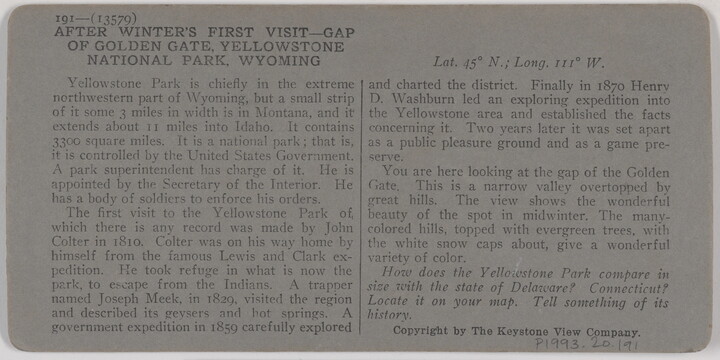 191—(13579)
AFTER WINTER'S FIRST VISIT—GAP
OF GOLDEN GATE, YELLOWSTONE
NATIONAL PARK, WYOMING
Yellowstone Park is chiefly in the extreme
northwestern part of Wyoming, but a small strip
of it some 3 miles in width is in Montana, and it
extends about 11 miles into Idaho. It contains
3300 square miles. It is a national park; that is,
it is controlled by the United States Government.
A park superintendent has charge of it. He is
appointed by the Secretary of the Interior. He
has a body of soldiers to enforce his orders.
The first visit to the Yellowstone Park of
which there is any record was made by John
Colter in 1810. Colter was on his way home by
himself from the famous Lewis and Clark ex-
pedition. He took refuge in what is now the
park, to escape from the Indians. A trapper
named Joseph Meek, in 1829, visited the region
and described its geysers and hot springs. A
government expedition in 1859 carefully explored
Lat. 45° N.; Long. 111° W.
and charted the district. Finally in 1870 Henry
D. Washburn led an exploring expedition into
the Yellowstone area and established the facts
concerning it. Two years later it was set apart
as a public pleasure ground and as a game pre-
serve.
You are here looking at the gap of the Golden
Gate. This is a narrow valley overtopped by
great hills. The view shows the wonderful
beauty of the spot in midwinter. The many-
colored hills, topped with evergreen trees, with
the white snow caps about, give a wonderful
variety of color.
How does the Yellowstone Park compare in
size with the state of Delaware? Connecticut?
Locate it on your map. Tell something of its
history.
Copyright by The Keystone View Company.
P1993.20.191